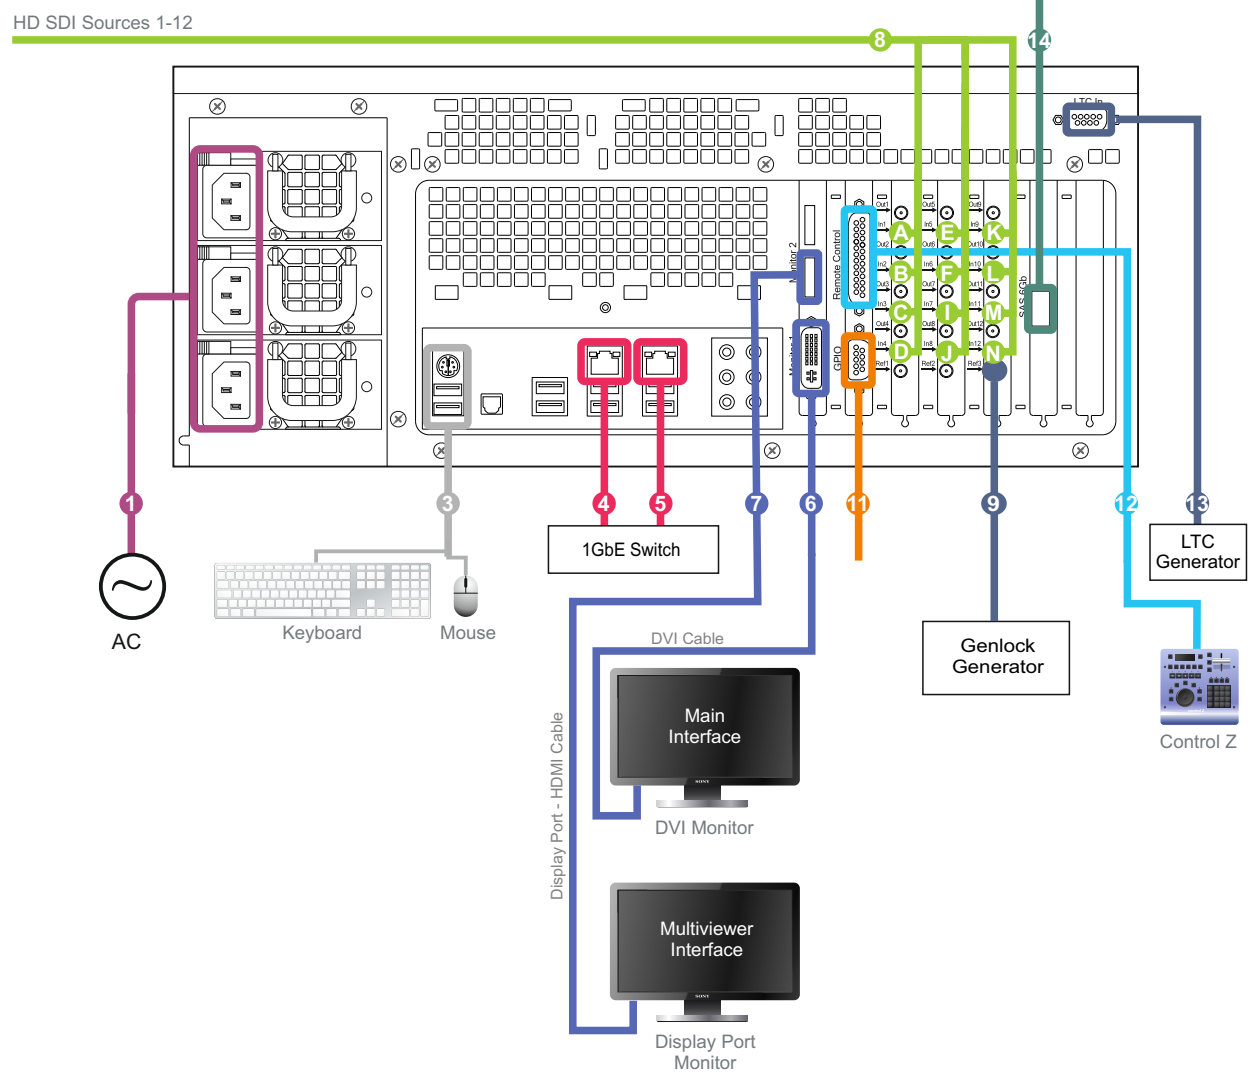 HD SDI Sources 1-12
8
14
LTC In
Monitor 2
Remote Control
Out1
In1
A
Out2
In2
B
Out3
In3
C
Out4
In4
D
Ref1
Out5
In5
E
Out6
In6
F
Out7
In7
I
Out8
In8
J
Ref2
Out9
In9
K
Out10
In10
L
Out11
In11
M
Out12
In12
N
Ref3
SAS 6Gb
Monitor 1
GPIO
1
3
4
5
7
6
11
9
12
13
1GbE Switch
LTC
Generator
AC
Keyboard
Mouse
DVI Cable
Genlock
Generator
Control Z
Display Port - HDMI Cable
Main
Interface
SONY
DVI Monitor
Multiviewer
Interface
SONY
Display Port
Monitor